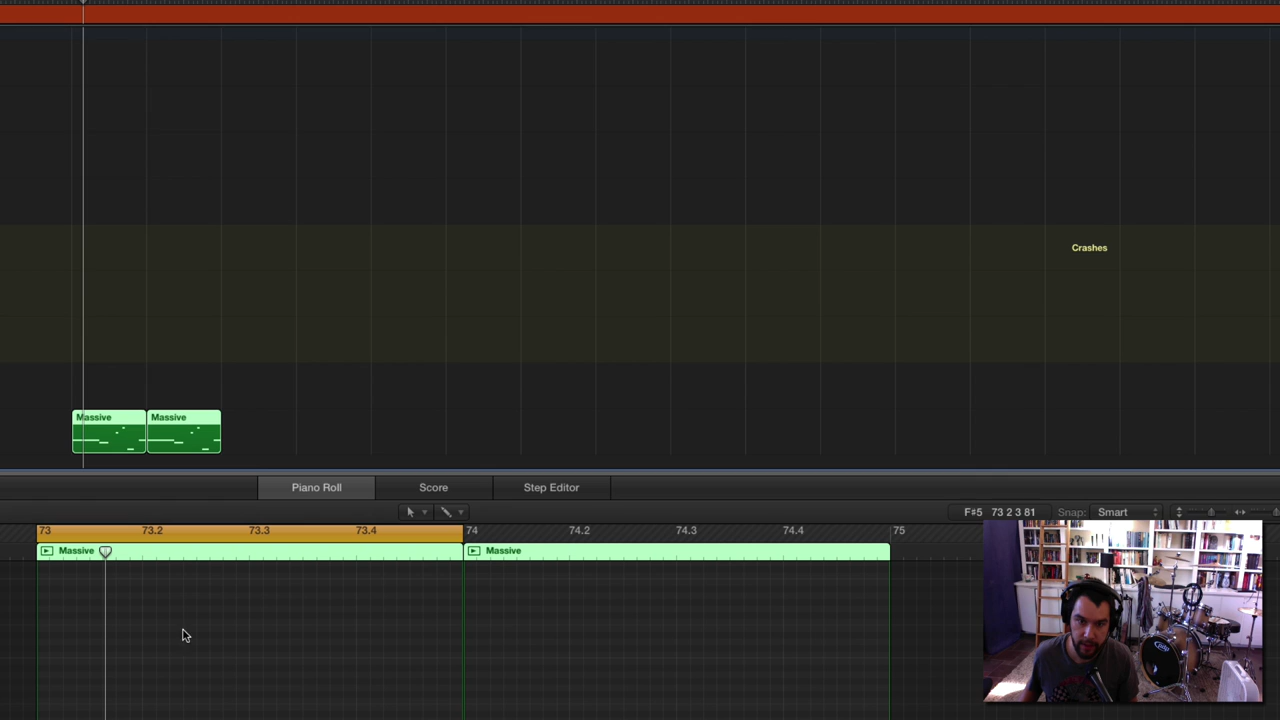 Crashes
Massive Massive
Piano Roll Score Step Editor
F#5 73 2 3 81 Snap: Smart
73 73.2 73.3 73.4 74 74.2 74.3 74.4 75
Massive Massive